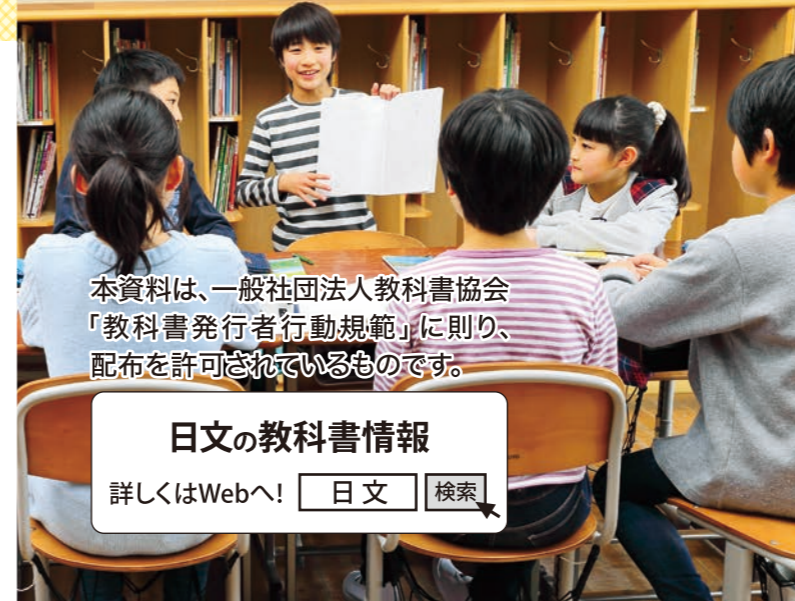 本資料は、一般社団法人教科書協会
「教科書発行者行動規範」に則り、
配布を許可されているものです。
日文の教科書情報
詳しくはWebへ! 日文 検索